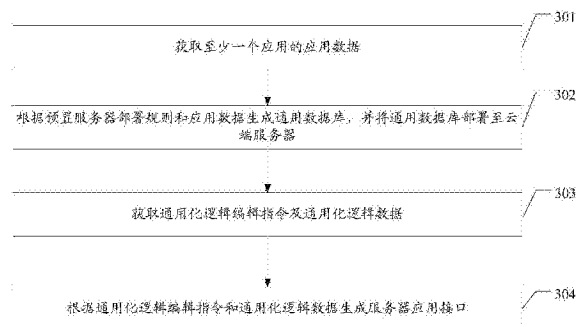 301
获取至少一个应用的应用数据
302
根据预置服务器部署规则和应用数据生成通用数据库，并将通用数据库部署至云
端服务器
303
获取通用化逻辑编辑指令及通用化逻辑数据
304
根据通用化逻辑编辑指令和通用化逻辑数据生成服务器应用接口